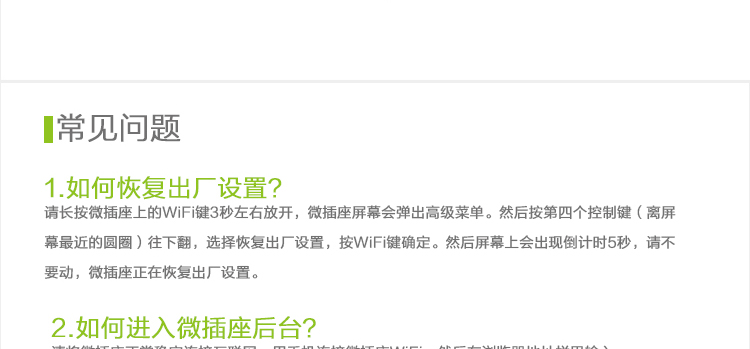 常见问题
1.如何恢复出厂设置?
请长按微插座上的WiFi键3秒左右放开，微插座屏幕会弹出高级菜单。然后按第四个控制键（离屏
幕最近的圆圈）往下翻，选择恢复出厂设置，按WiFi键确定。然后屏幕上会出现倒计时5秒，请不
要动，微插座正在恢复出厂设置。
2.如何进入微插座后台?